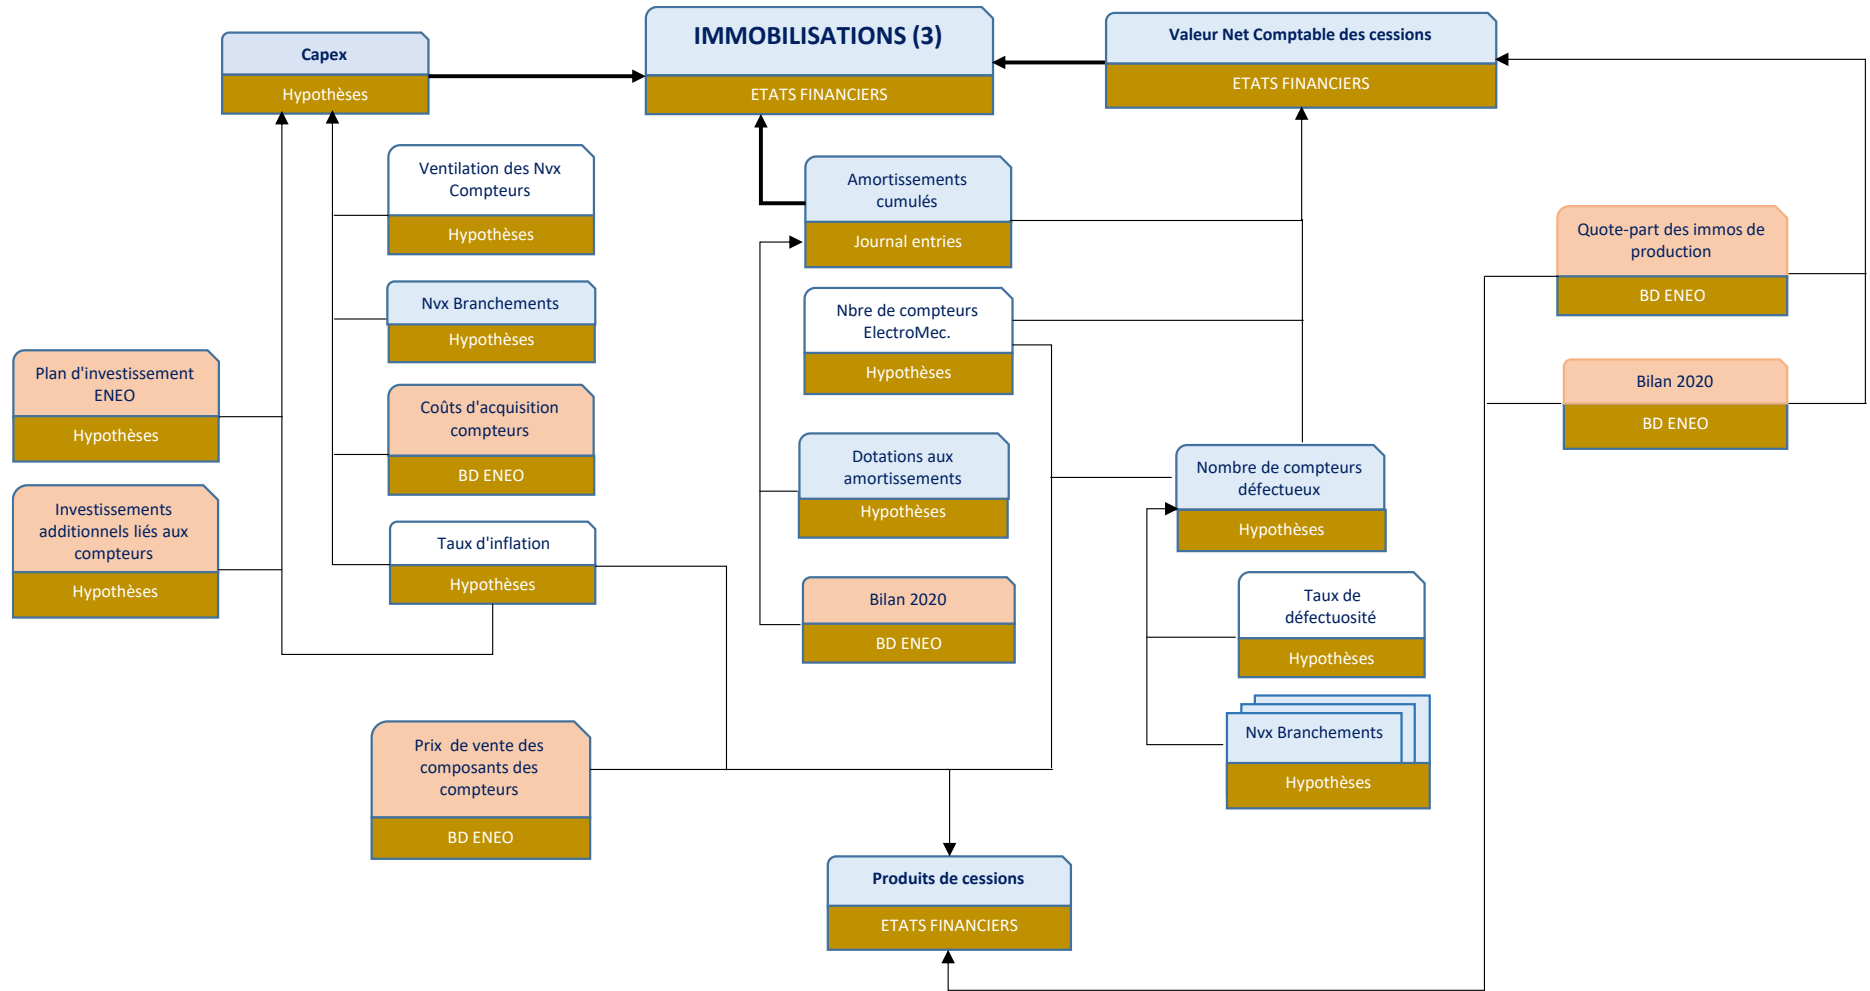 IMMOBILISATIONS (3)
ETATS FINANCIERS
Valeur Net Comptable des cessions
ETATS FINANCIERS
Capex
Hypothèses
Ventilation des Nvx
Compteurs
Hypothèses
Nvx Branchements
Hypothèses
Plan d'investissement
ENEO
Hypothèses
Coûts d'acquisition
compteurs
BD ENEO
Investissements
additionnels liés aux
compteurs
Hypothèses
Taux d'inflation
Hypothèses
Prix  de vente des
composants des
compteurs
BD ENEO
Amortissements
cumulés
Journal entries
Nbre de compteurs
ElectroMec.
Hypothèses
Dotations aux
amortissements
Hypothèses
Bilan 2020
BD ENEO
Produits de cessions
ETATS FINANCIERS
Nombre de compteurs
défectueux
Hypothèses
Taux de
défectuosité
Hypothèses
Nvx Branchements
Hypothèses
Quote-part des immos de
production
BD ENEO
Bilan 2020
BD ENEO